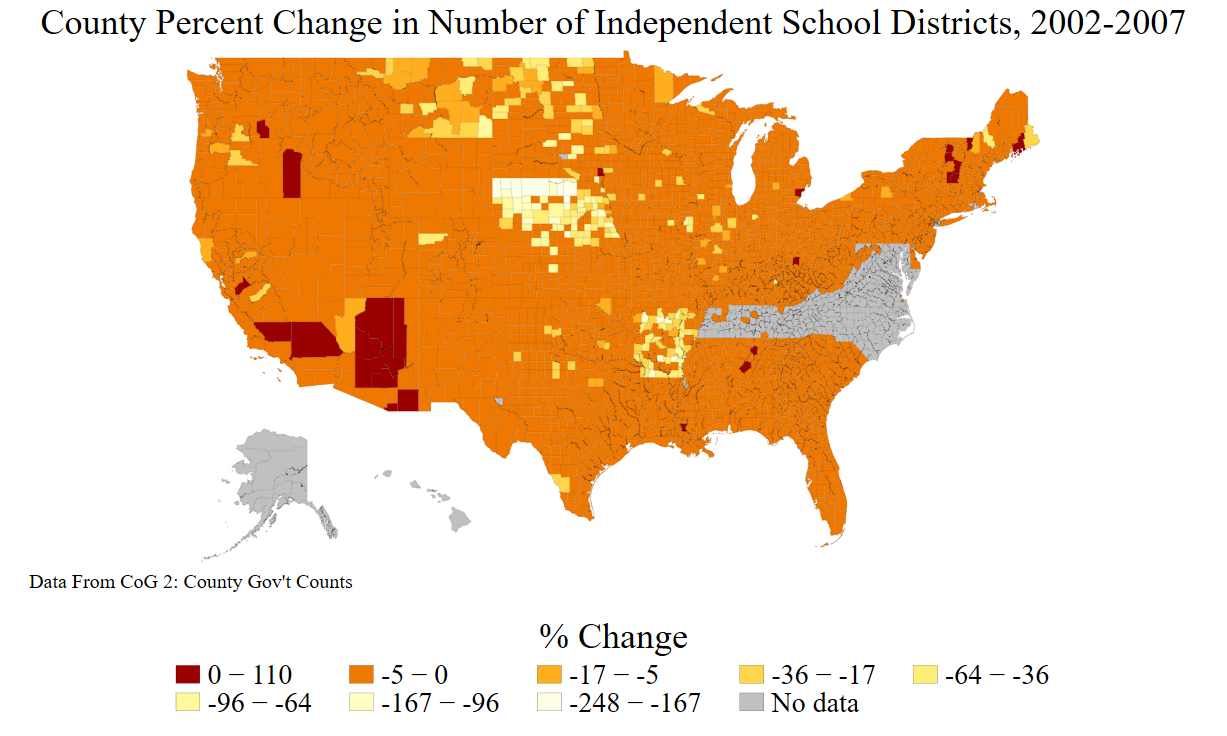 County Percent Change in Number of Independent School Districts, 2002-2007
Data From CoG 2: County Gov't Counts
% Change
0 − 110 -5 − 0 -17 − -5 -36 − -17 -64 − -36
-96 − -64 -167 − -96 -248 − -167 No data